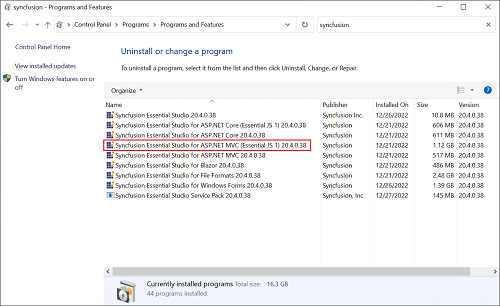 syncfusion - Programs and Features
Control Panel > Programs > Programs and Features
syncfusion
Control Panel Home
View installed updates
Turn Windows features on or off
Uninstall or change a program
To uninstall a program, select it from the list and then click Uninstall, Change, or Repair.
Organize
Name Publisher Installed On Size Version
Syncfusion Essential Studio 20.4.0.38 Syncfusion Inc. 12/26/2022 10.8 MB 20.4.0.38
Syncfusion Essential Studio for ASP.NET Core (Essential JS 1) 20.4.0.38 Syncfusion, Inc. 12/21/2022 606 MB 20.4.0.38
Syncfusion Essential Studio for ASP.NET Core 20.4.0.38 Syncfusion, Inc. 12/21/2022 611 MB 20.4.0.38
Syncfusion Essential Studio for ASP.NET MVC (Essential JS 1) 20.4.0.38 Syncfusion, Inc. 12/21/2022 1.12 GB 20.4.0.38
Syncfusion Essential Studio for ASP.NET MVC 20.4.0.38 Syncfusion, Inc. 12/21/2022 517 MB 20.4.0.38
Syncfusion Essential Studio for Blazor 20.4.0.38 Syncfusion, Inc. 12/21/2022 486 MB 20.4.0.38
Syncfusion Essential Studio for File Formats 20.4.0.38 Syncfusion, Inc. 12/21/2022 2.48 GB 20.4.0.38
Syncfusion Essential Studio for Windows Forms 20.4.0.38 Syncfusion, Inc. 12/26/2022 1.39 GB 20.4.0.38
Syncfusion Essential Studio Service Pack 20.4.0.38 Syncfusion, Inc 12/27/2022 145 MB 20.4.0.38
Currently installed programs Total size: 16.3 GB
44 programs installed